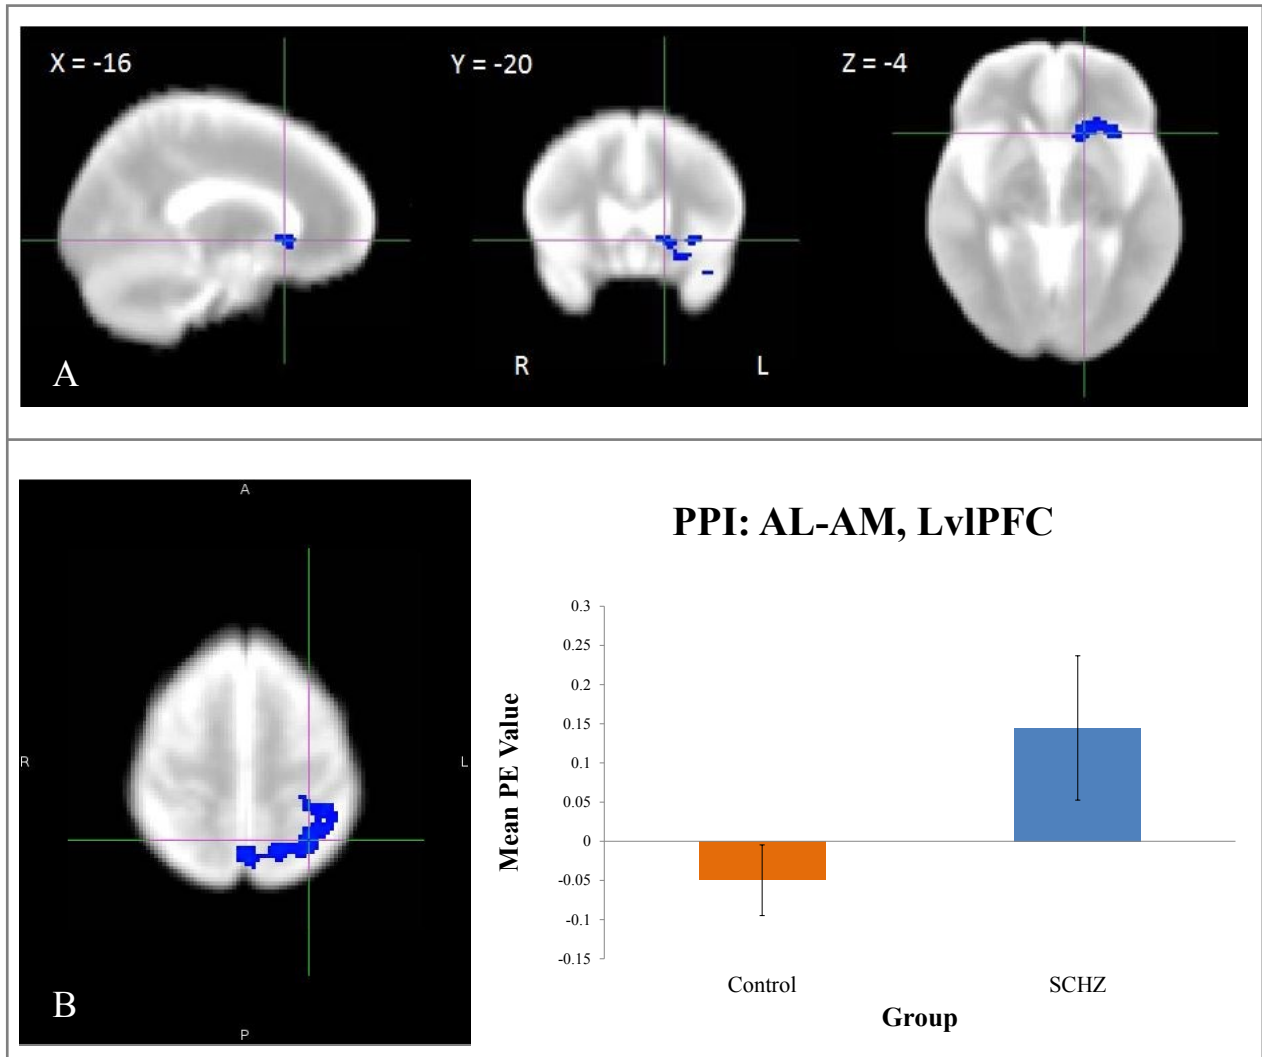 X = -16
Y = -20
Z = -4
R
L
A
A
R
L
P
B
PPI: AL-AM, LvlPFC
Mean PE Value
0.3
0.25
0.2
0.15
0.1
0.05
0
-0.05
-0.1
-0.15
Control
SCHZ
Group